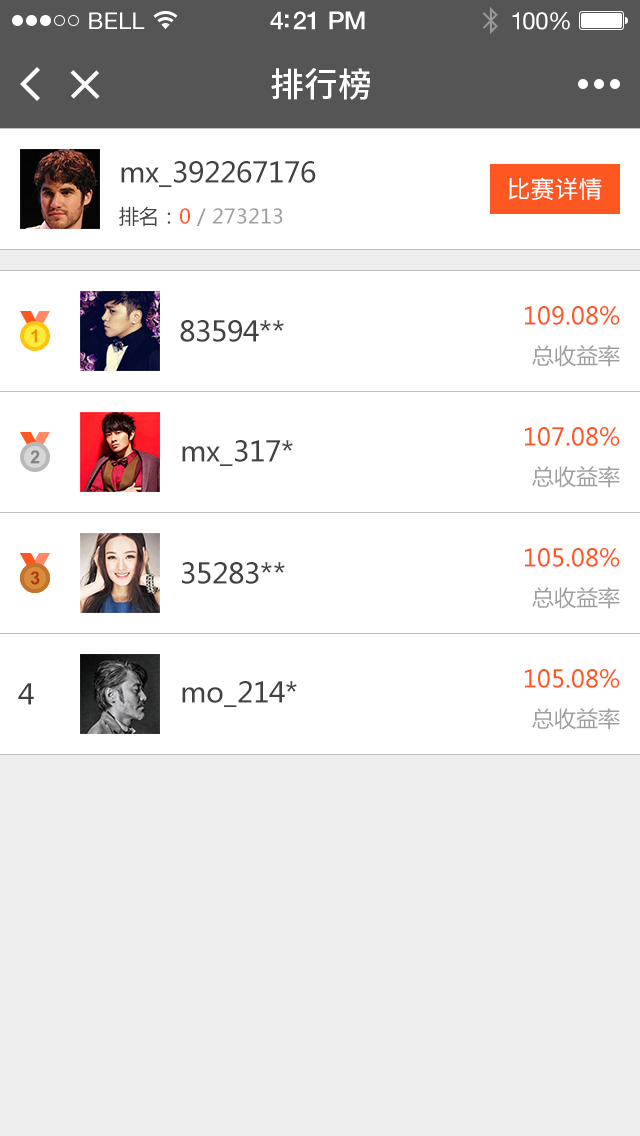 BELL 4:21 PM 100%
排行榜
mx_392267176
排名：0 / 273213
比赛详情
1
83594**
109.08%
总收益率
2
mx_317*
107.08%
总收益率
3
35283**
105.08%
总收益率
4
mo_214*
105.08%
总收益率